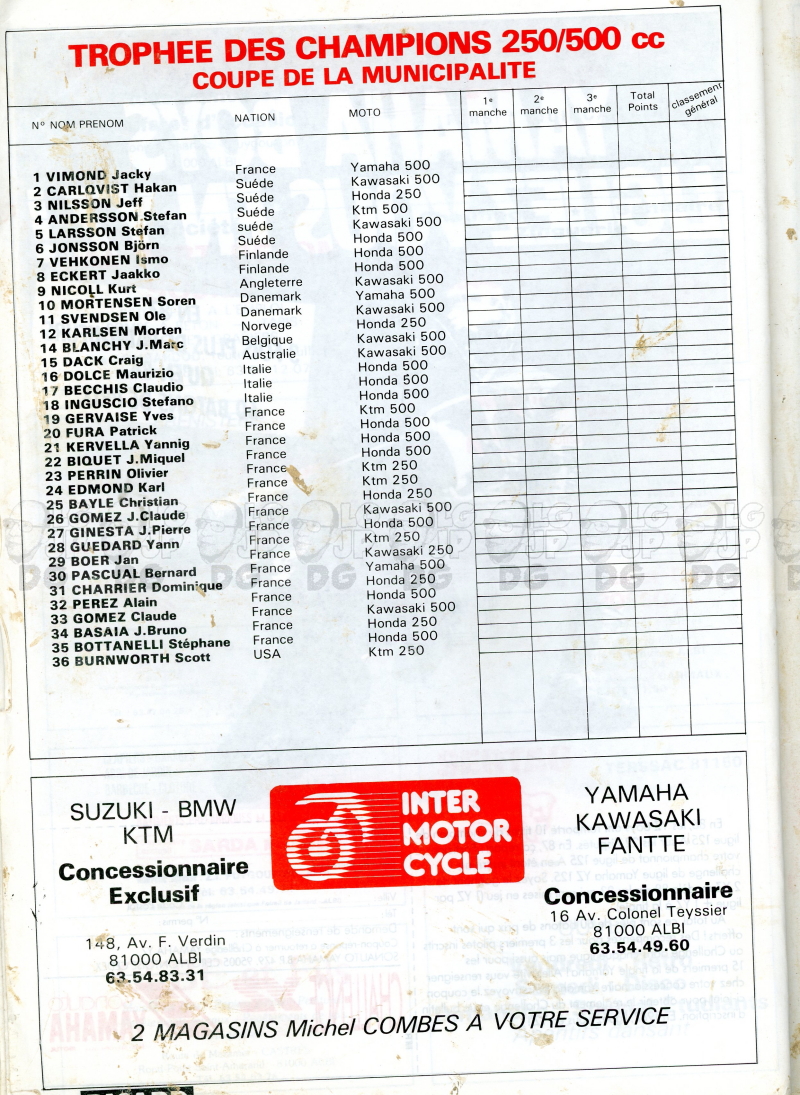 TROPHEE DES CHAMPIONS 250/500 cc
COUPE DE LA MUNICIPALITE
N° NOM PRENOM NATION MOTO 1e manche 2e manche 3e manche Total Points classement général
1 VIMOND Jacky France Yamaha 500
2 CARLQVIST Hakan Suéde Kawasaki 500
3 NILSSON Jeff Suéde Honda 250
4 ANDERSSON Stefan Suéde Ktm 500
5 LARSSON Stefan suéde Kawasaki 500
6 JONSSON Björn Suéde Honda 500
7 VEHKONEN Ismo Finlande Honda 500
8 ECKERT Jaakko Finlande Honda 500
9 NICOLL Kurt Angleterre Kawasaki 500
10 MORTENSEN Soren Danemark Yamaha 500
11 SVENDSEN Ole Danemark Kawasaki 500
12 KARLSEN Morten Norvege Honda 250
14 BLANCHY J.Marc Belgique Kawasaki 500
15 DACK Craig Australie Kawasaki 500
16 DOLCE Maurizio Italie Honda 500
17 BECCHIS Claudio Italie Honda 500
18 INGUSCIO Stefano Italie Honda 500
19 GERVAISE Yves France Ktm 500
20 FURA Patrick France Honda 500
21 KERVELLA Yannig France Honda 500
22 BIQUET J.Miquel France Honda 500
23 PERRIN Olivier France Ktm 250
24 EDMOND Karl France Ktm 250
25 BAYLE Christian France Honda 250
26 GOMEZ J.Claude France Kawasaki 500
27 GINESTA J.Pierre France Honda 500
28 GUEDARD Yann France Ktm 250
29 BOER Jan France Kawasaki 250
30 PASCUAL Bernard France Yamaha 500
31 CHARRIER Dominique France Honda 250
32 PEREZ Alain France Honda 500
33 GOMEZ Claude France Kawasaki 500
34 BASAIA J.Bruno France Honda 250
35 BOTTANELLI Stéphane France Honda 500
36 BURNWORTH Scott USA Ktm 250
SUZUKI - BMW
KTM
Concessionnaire
Exclusif
148, Av. F. Verdin
81000 ALBI
63.54.83.31
INTER
MOTOR
CYCLE
YAMAHA
KAWASAKI
FANTTE
Concessionnaire
16 Av. Colonel Teyssier
81000 ALBI
63.54.49.60
2 MAGASINS Michel COMBES A VOTRE SERVICE